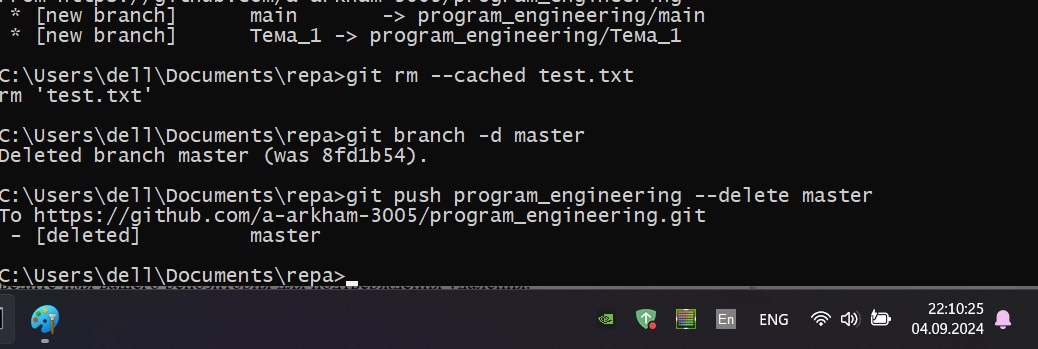 * [new branch]      main       -> program_engineering/main
* [new branch]      Тема_1 -> program_engineering/Тема_1
C:\Users\dell\Documents\repa>git rm --cached test.txt
rm 'test.txt'
C:\Users\dell\Documents\repa>git branch -d master
Deleted branch master (was 8fd1b54).
C:\Users\dell\Documents\repa>git push program_engineering --delete master
To https://github.com/a-arkham-3005/program_engineering.git
- [deleted]         master
C:\Users\dell\Documents\repa>
En
ENG
22:10:25
04.09.2024